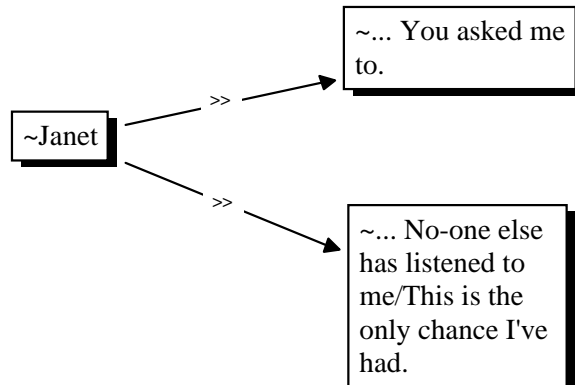 ~... You asked me
to.
>>
~Janet
>>
~... No-one else
has listened to
me/This is the
only chance I've
had.